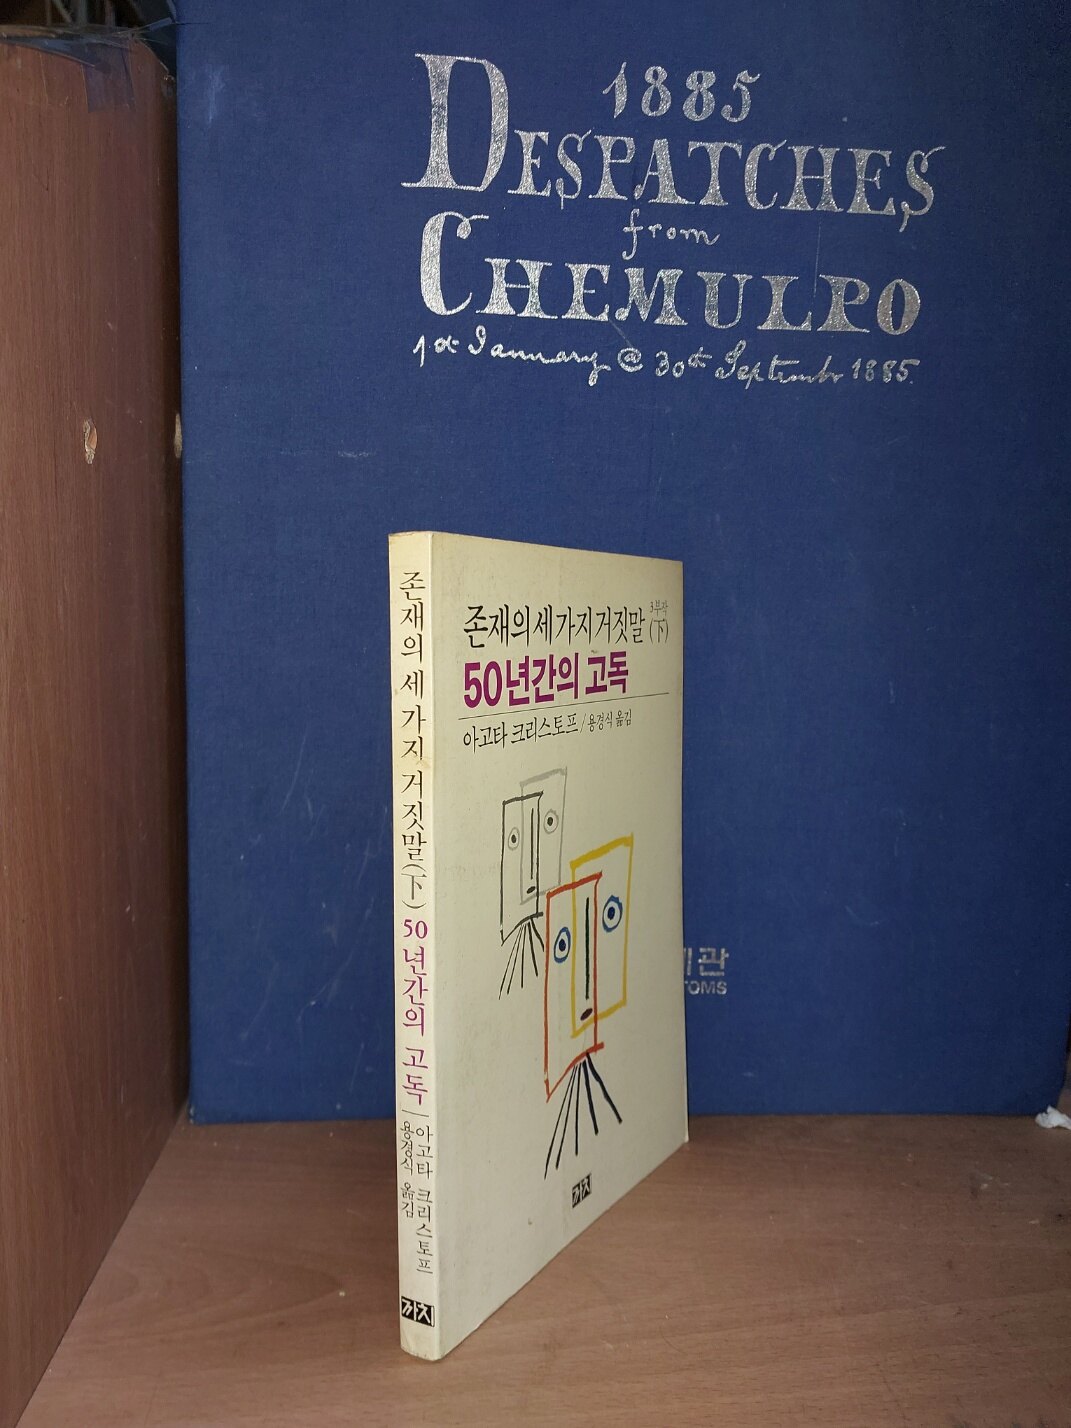 1885
DESPATCHES
from
CHEMULPO
1st January @ 30th September 1885.
관
TOMS
존재의 세 가지 거짓말 3부작 (下)
50년간의 고독
아고타 크리스토프 / 용경식 옮김
까치
존재의 세 가지 거짓말 (下) 50년간의 고독
아고타 크리스토프
용경식 옮김
까치